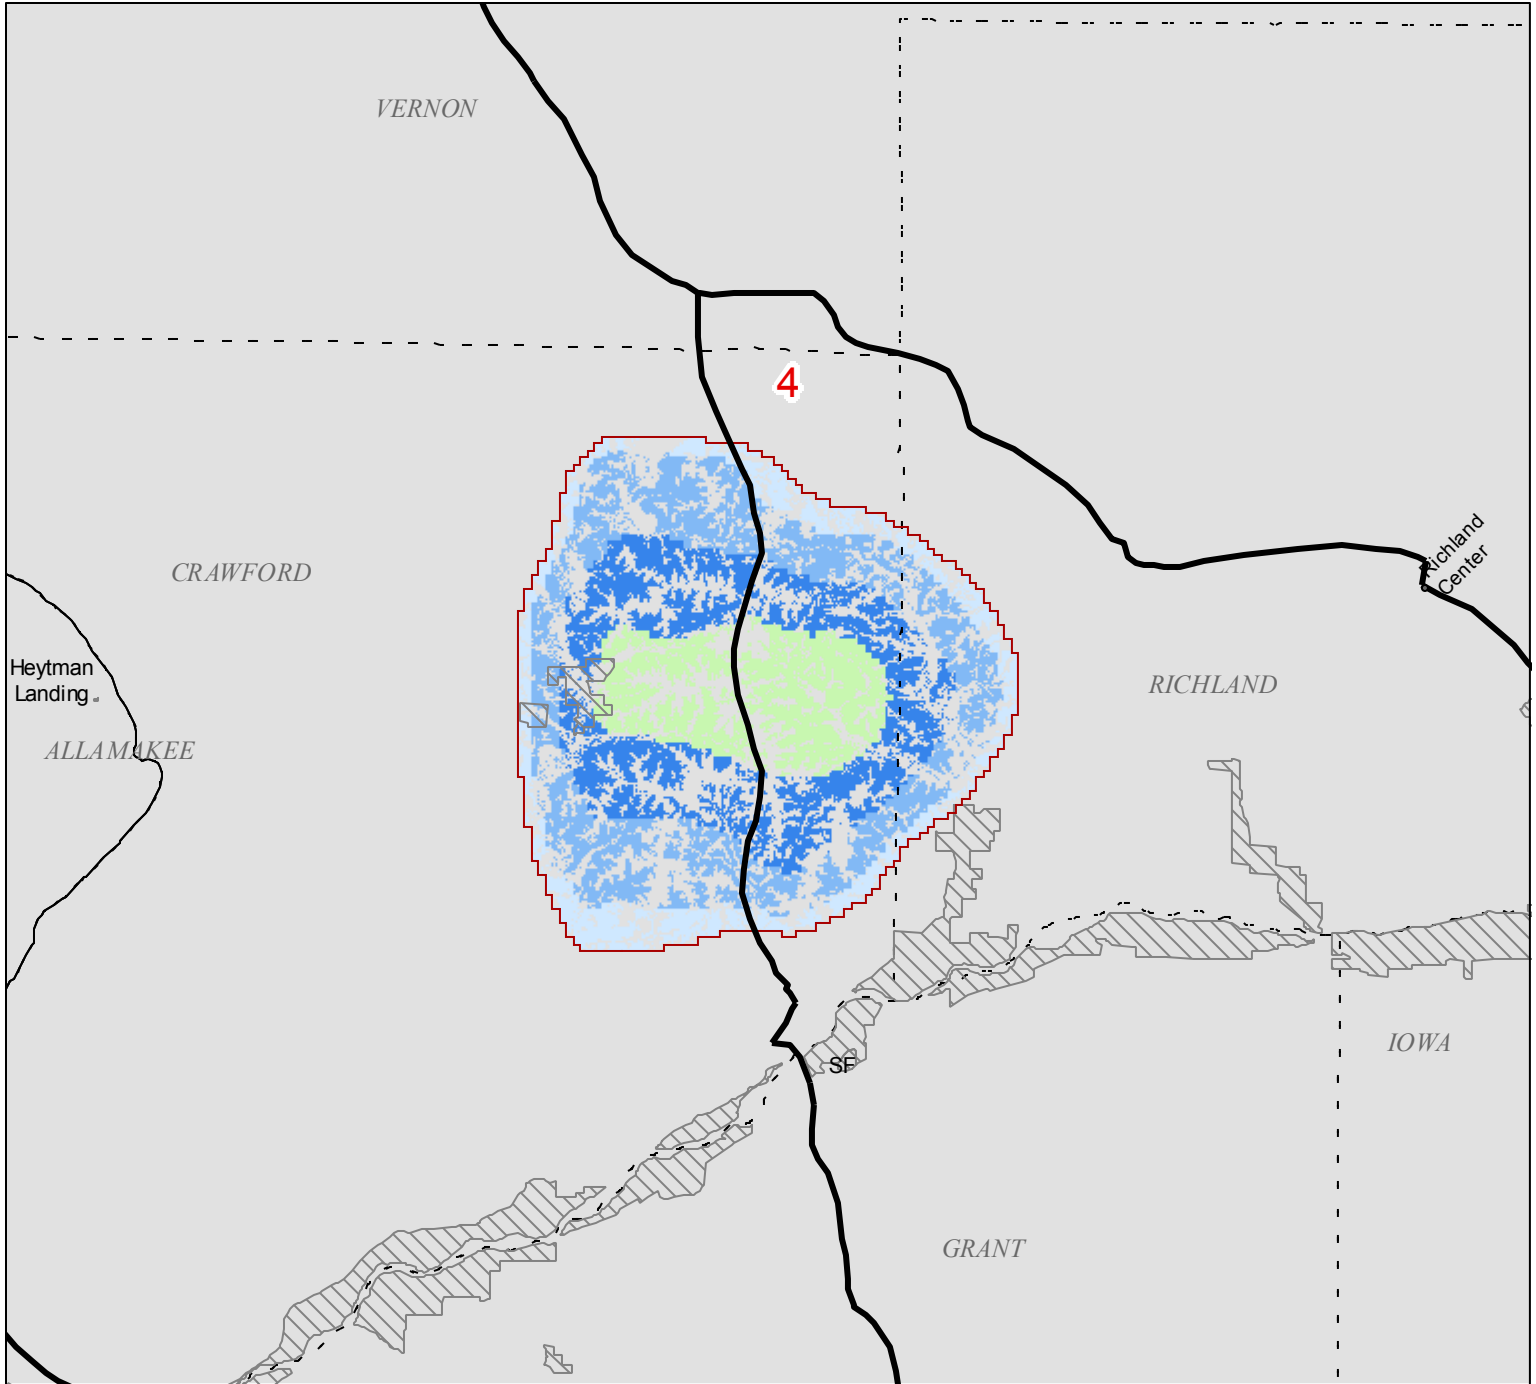 VERNON
4
CRAWFORD
Richland
Center
Heytman
Landing
RICHLAND
ALLAMAKEE
IOWA
SF
GRANT